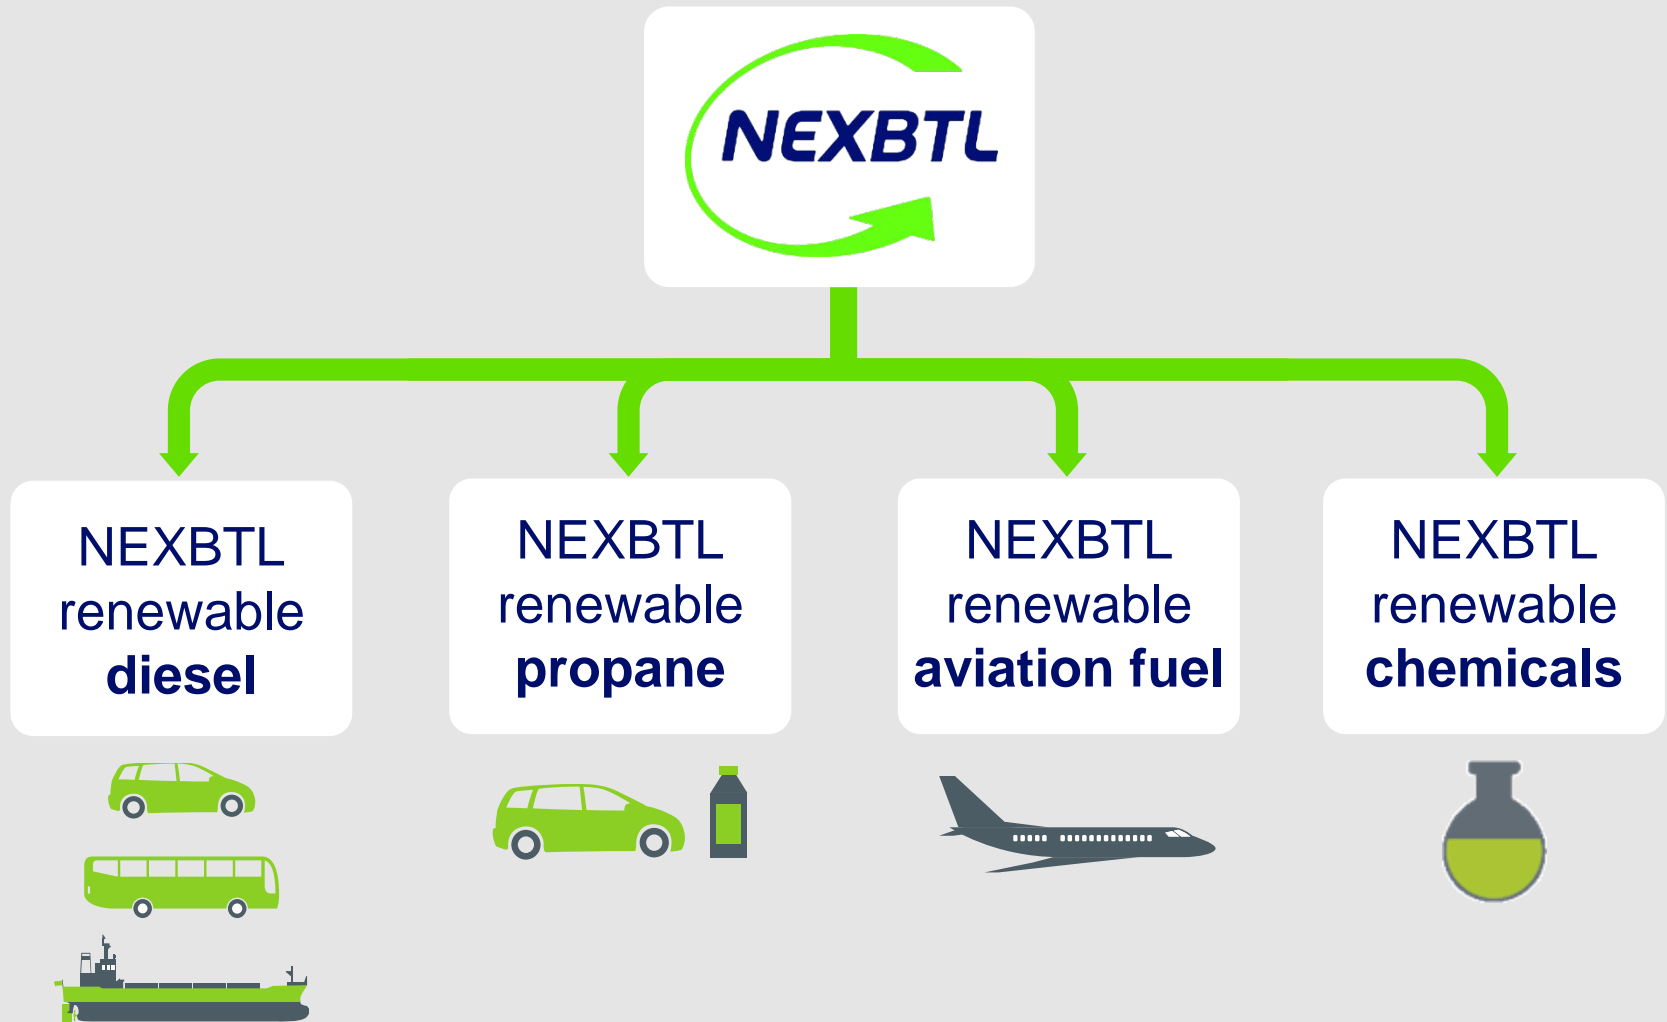 NEXBTL
NEXBTL
renewable
diesel
NEXBTL
renewable
propane
NEXBTL
renewable
aviation fuel
NEXBTL
renewable
chemicals